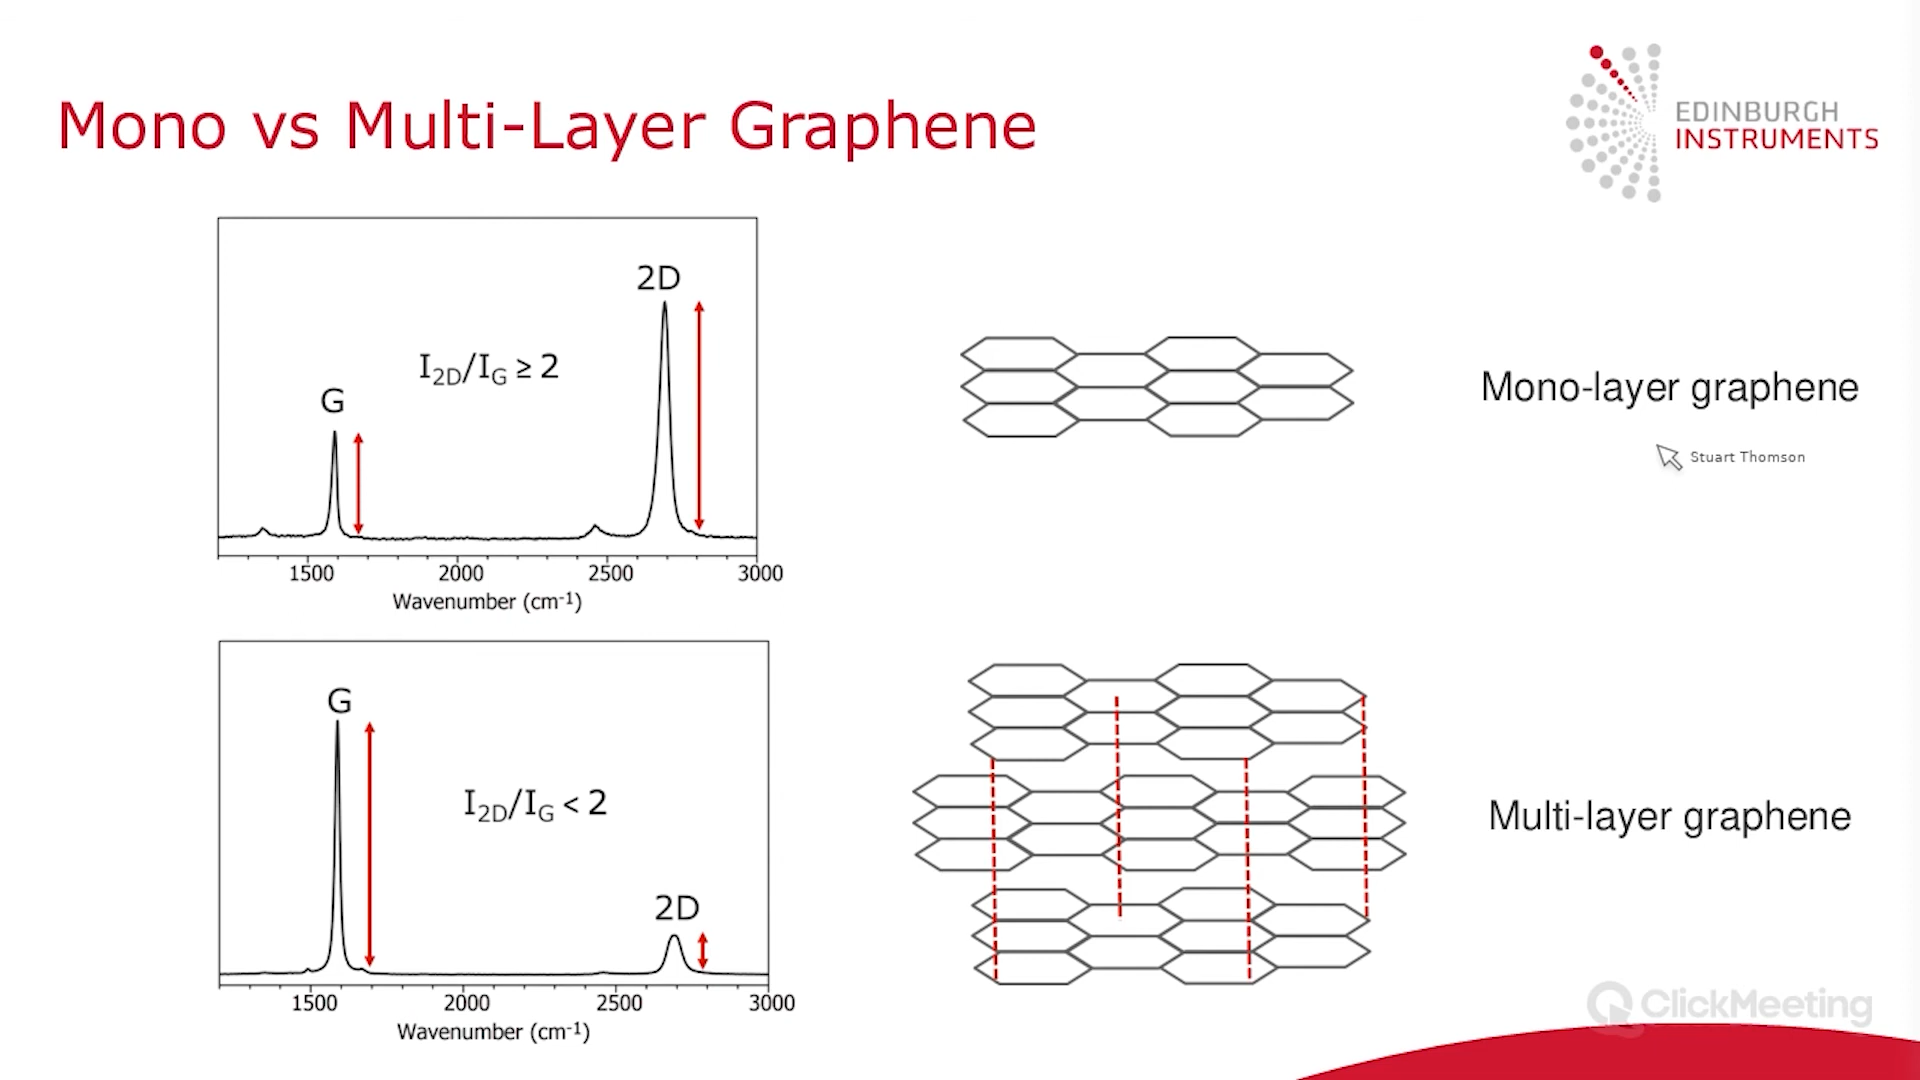 Mono vs Multi-Layer Graphene
EDINBURGH
INSTRUMENTS
2D
I2D/IG ≥ 2
G
1500 2000 2500 3000
Wavenumber (cm-1)
Mono-layer graphene
Stuart Thomson
G
I2D/IG < 2
2D
1500 2000 2500 3000
Wavenumber (cm-1)
Multi-layer graphene
ClickMeeting